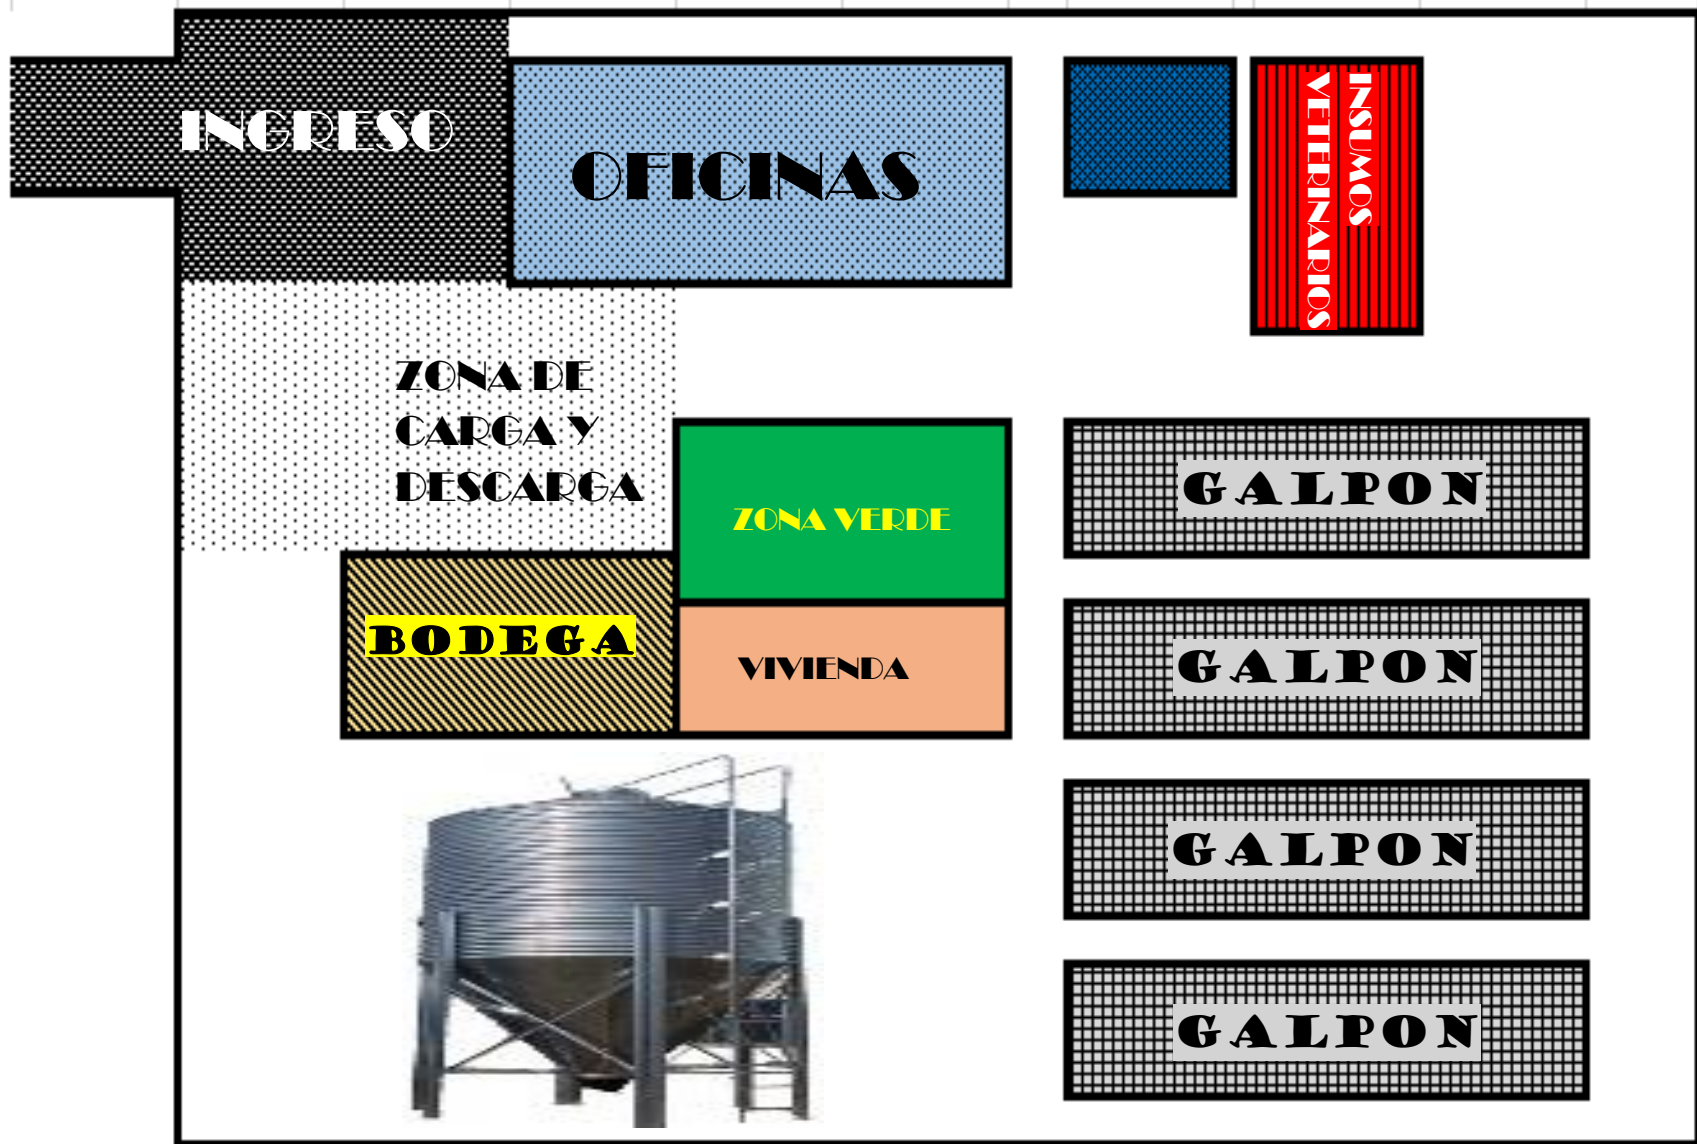 INGRESO
OFICINAS
INSUMOS
VETERINARIOS
ZONA DE
CARGA Y
DESCARGA
ZONA VERDE
GALPON
BODEGA
VIVIENDA
GALPON
GALPON
GALPON